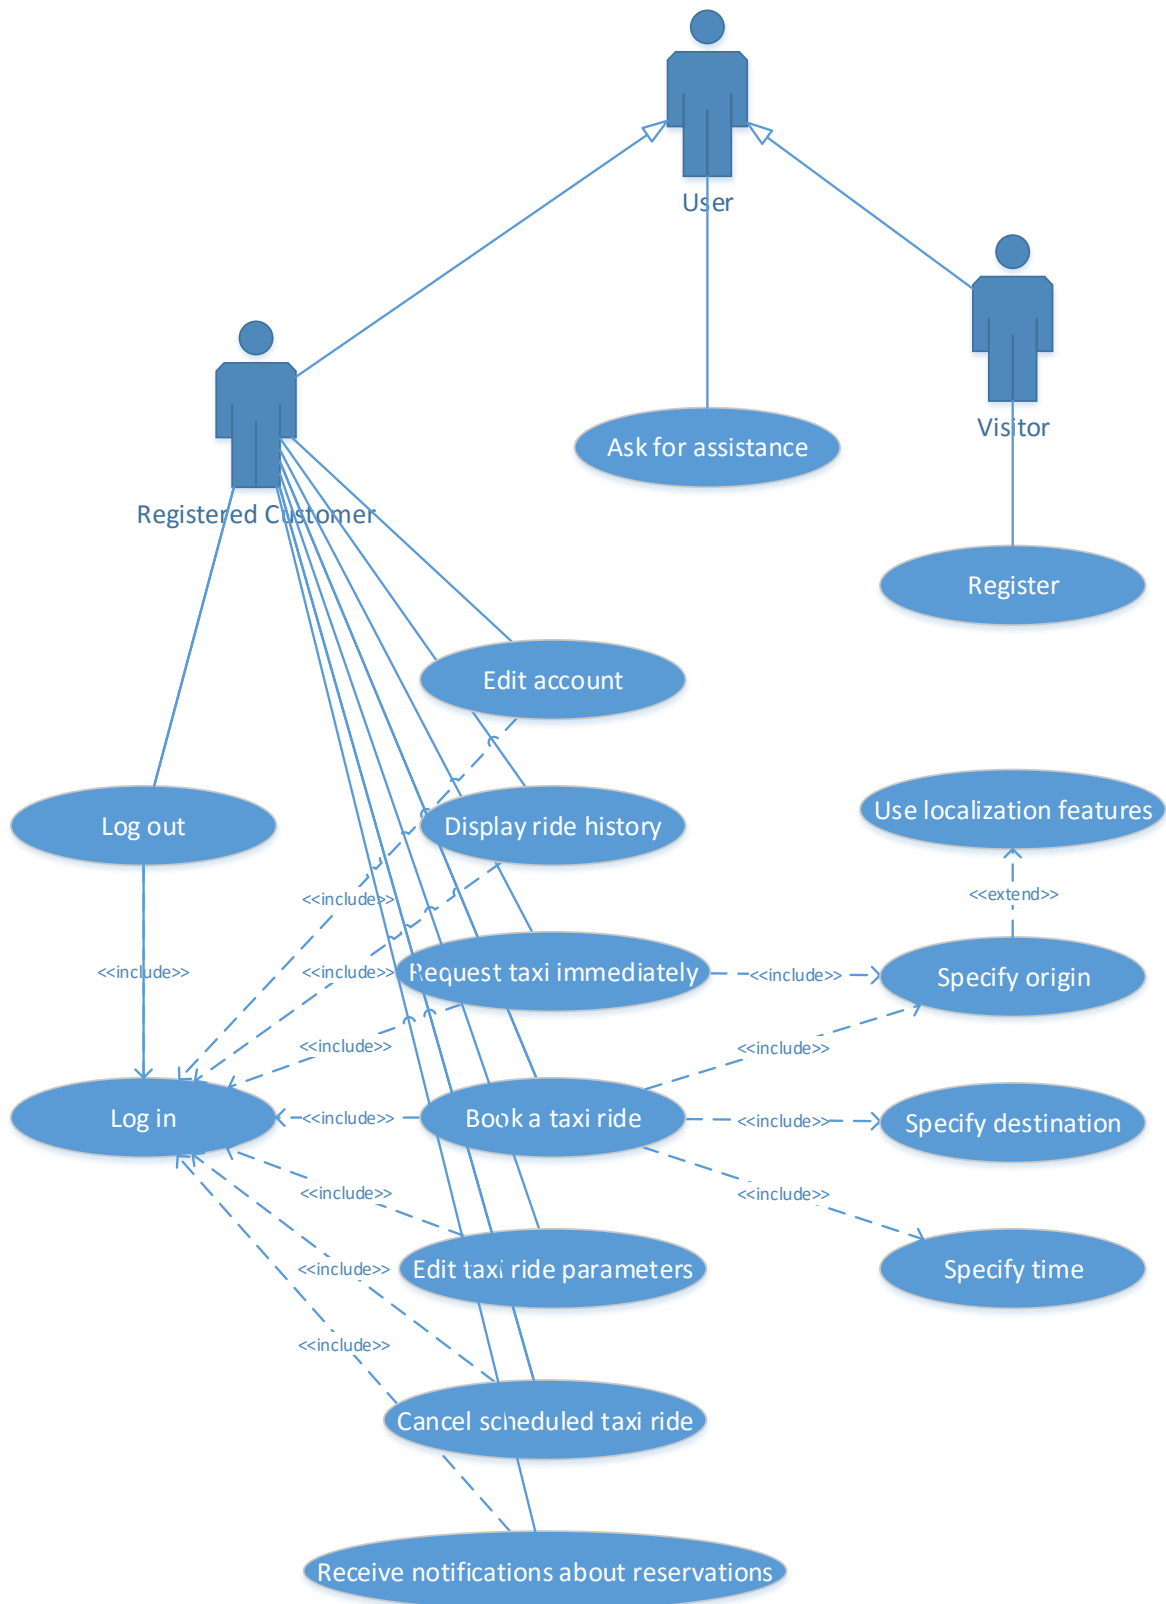 User
Visitor
Ask for assistance
Registered Customer
Register
Edit account
Log out
Display ride history
Use localization features
<<include>>
<<extend>>
<<include>>
<<include>>
Request taxi immediately
<<include>>
Specify origin
<<include>>
<<include>>
Log in
<<include>>
Book a taxi ride
<<include>>
Specify destination
<<include>>
<<include>>
<<include>>
Edit taxi ride parameters
Specify time
<<include>>
Cancel scheduled taxi ride
Receive notifications about reservations